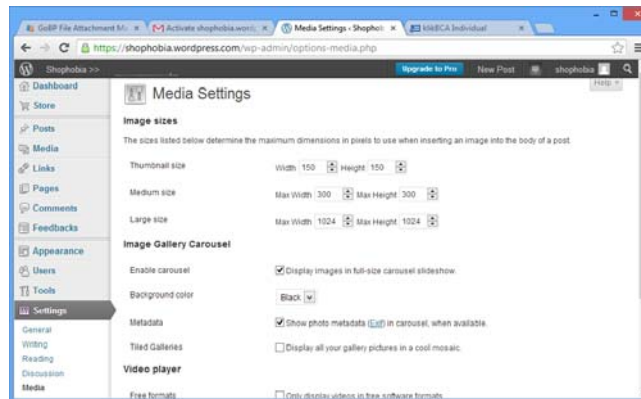 GoBP File Attachment Ma
Activate shophobia.wordp
Media Settings ‹ Shophob
klikBCA Individual
https://shophobia.wordpress.com/wp-admin/options-media.php
Shophobia >>
Upgrade to Pro
New Post
shophobia
Dashboard
Store
Posts
Media
Links
Pages
Comments
Feedbacks
Appearance
Users
Tools
Settings
General
Writing
Reading
Discussion
Media
Help
Media Settings
Image sizes
The sizes listed below determine the maximum dimensions in pixels to use when inserting an image into the body of a post.
Thumbnail size Width 150 Height 150
Medium size Max Width 300 Max Height 300
Large size Max Width 1024 Max Height 1024
Image Gallery Carousel
Enable carousel Display images in full-size carousel slideshow.
Background color Black
Metadata Show photo metadata (Exif) in carousel, when available.
Tiled Galleries Display all your gallery pictures in a cool mosaic.
Video player
Free formats Only display videos in free software formats